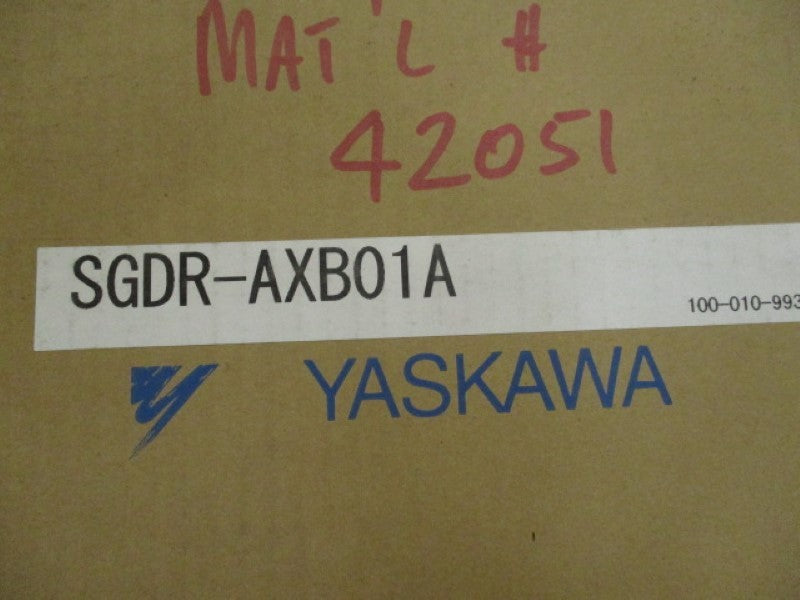 MAT'L #
42051
SGDR-AXB01A
100-010-993
YASKAWA